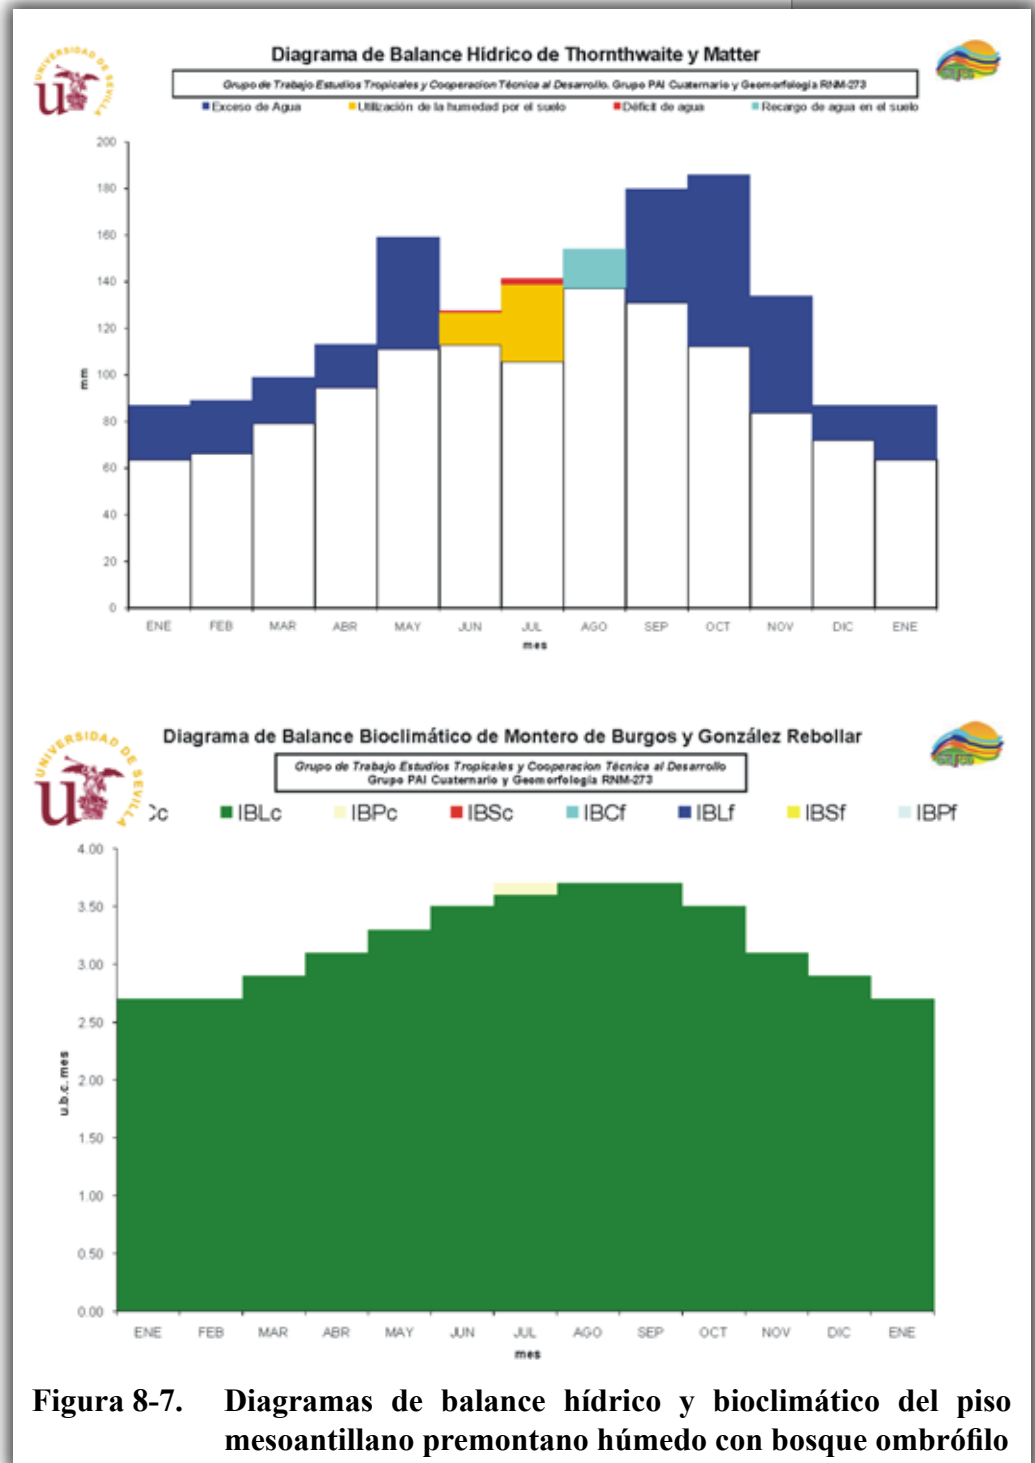 UNIVERSIDAD DE SEVILLA
Diagrama de Balance Hídrico de Thornthwaite y Matter
Grupo de Trabajo Estudios Tropicales y Cooperacion Técnica al Desarrollo. Grupo PAI Cuaternario y Geomorfología RNM-273
Exceso de Agua Utilización de la humedad por el suelo Déficit de agua Recargo de agua en el suelo
200
180
160
140
120
100
80
60
40
20
0
mm
ENE FEB MAR ABR MAY JUN JUL AGO SEP OCT NOV DIC ENE
mes
UNIVERSIDAD DE SEVILLA
Diagrama de Balance Bioclimático de Montero de Burgos y González Rebollar
Grupo de Trabajo Estudios Tropicales y Cooperacion Técnica al Desarrollo
Grupo PAI Cuaternario y Geomorfología RNM-273
IBLc IBPc IBSc IBCf IBLf IBSf IBPf
4.00
3.50
3.00
2.50
2.00
1.50
1.00
0.50
0.00
u.b.c. mes
ENE FEB MAR ABR MAY JUN JUL AGO SEP OCT NOV DIC ENE
mes
Figura 8-7. Diagramas de balance hídrico y bioclimático del piso
mesoantillano premontano húmedo con bosque ombrófilo